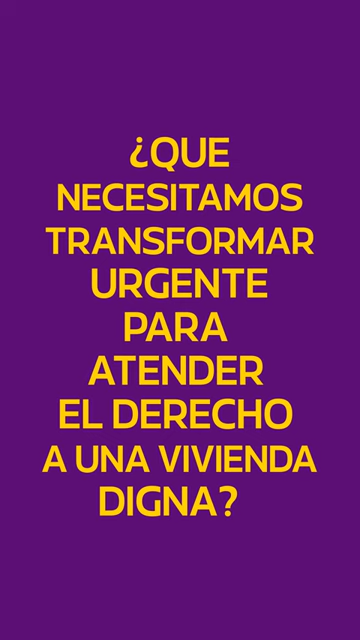 ¿QUE
NECESITAMOS
TRANSFORMAR
URGENTE
PARA
ATENDER
EL DERECHO
A UNA VIVIENDA
DIGNA?